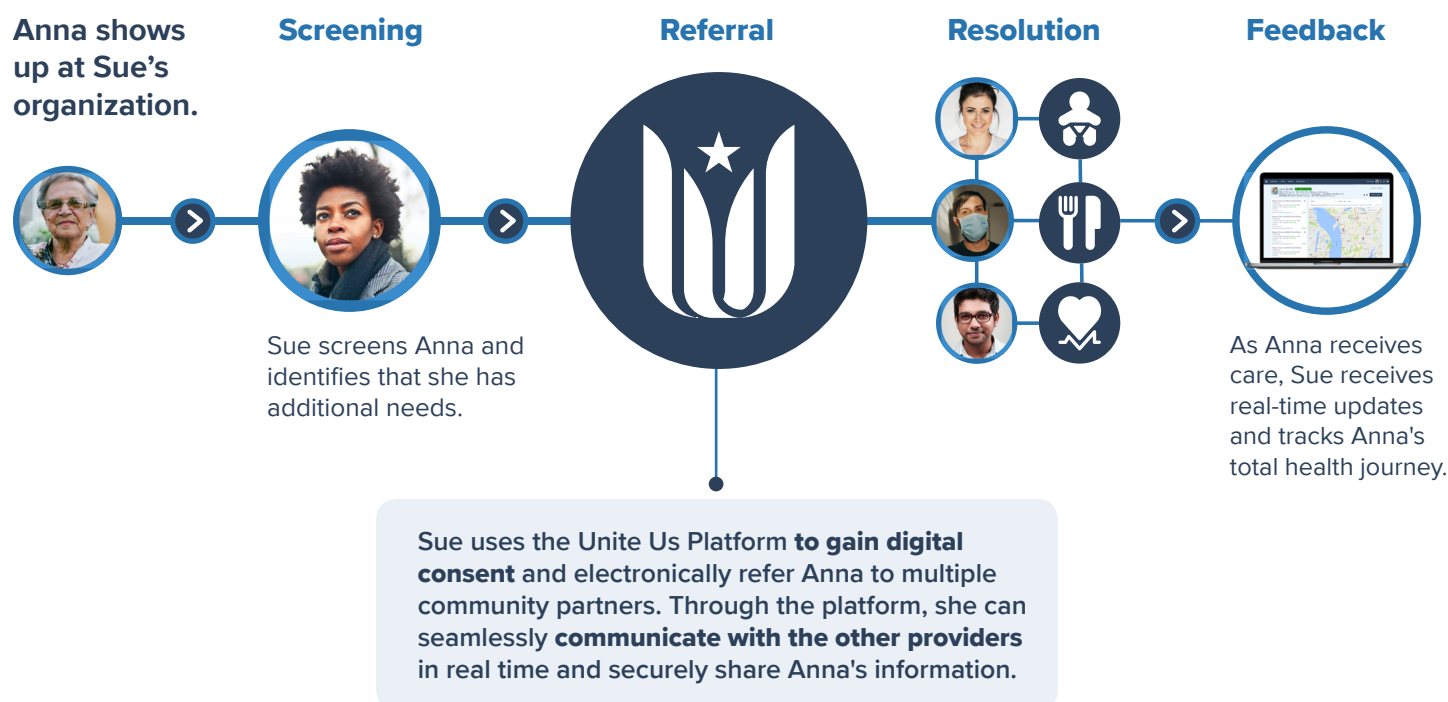 Anna shows
up at Sue’s
organization.
Screening
Referral
Resolution
Feedback
Sue screens Anna and
identifies that she has
additional needs.
As Anna receives
care, Sue receives
real-time updates
and tracks Anna's
total health journey.
Sue uses the Unite Us Platform to gain digital
consent and electronically refer Anna to multiple
community partners. Through the platform, she can
seamlessly communicate with the other providers
in real time and securely share Anna's information.